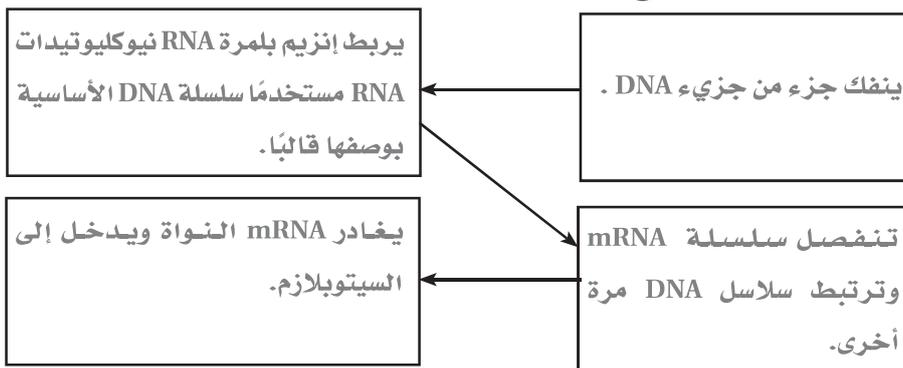 ينفك جزء من جزيء DNA .
يربط إنزيم بلمرة RNA نيوكليوتيدات
RNA مستخدمًا سلسلة DNA الأساسية
بوصفها قالبًا.
تنفصل سلسلة mRNA
وترتبط سلاسل DNA مرة
أخرى.
يغادر mRNA النواة ويدخل إلى
السيتوبلازم.